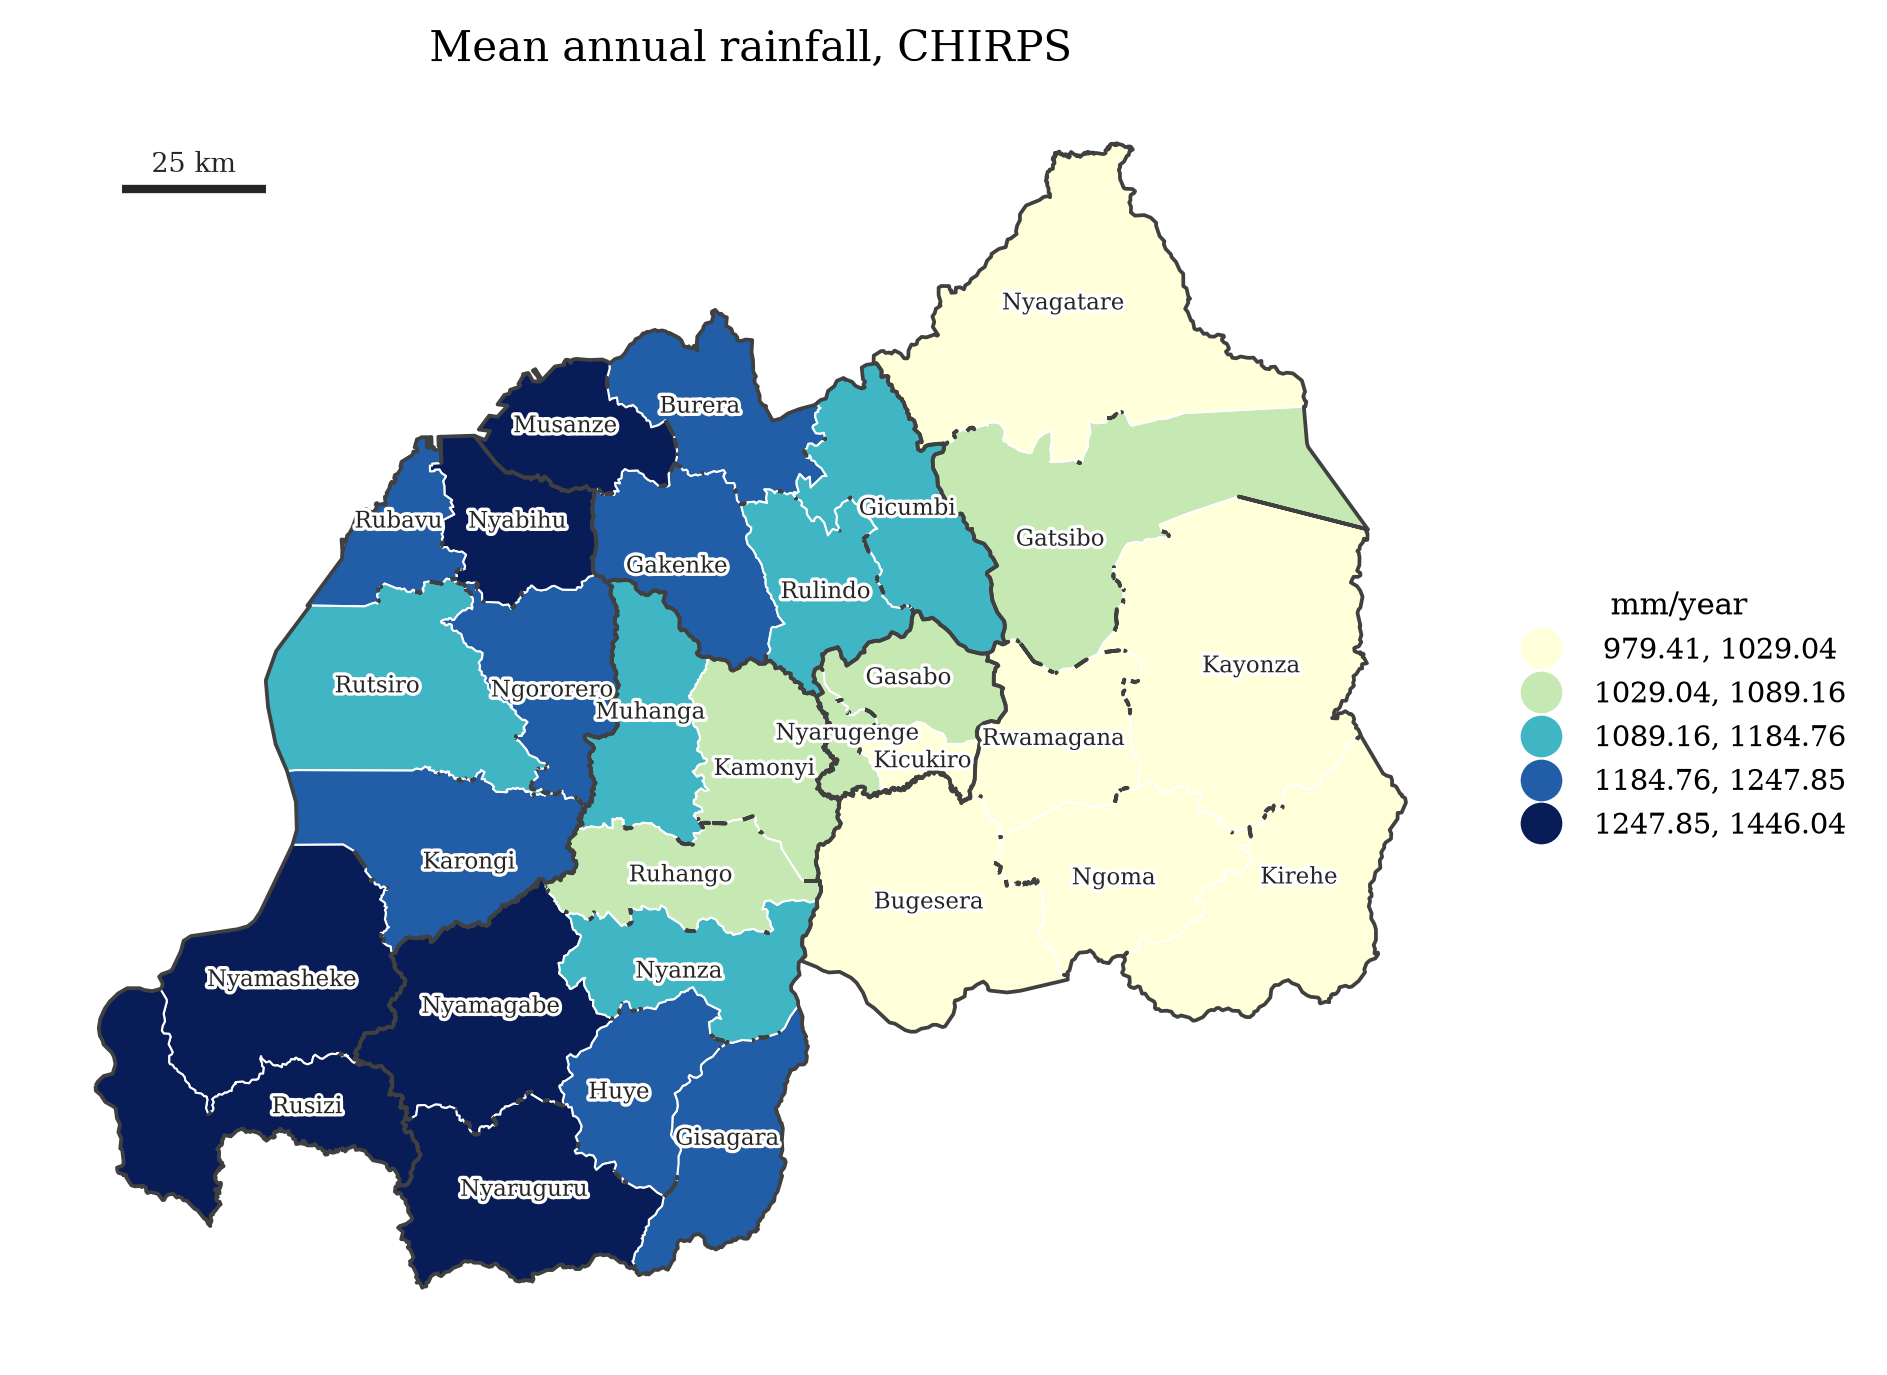 Mean annual rainfall, CHIRPS
25 km
Nyagatare
Burera
Musanze
Gicumbi
Rubavu
Nyabihu
Gatsibo
Gakenke
Rulindo
Kayonza
Gasabo
Rutsiro
Ngororero
Muhanga
Nyarugenge
Rwamagana
Kicukiro
Kamonyi
Karongi
Ruhango
Ngoma
Kirehe
Bugesera
Nyanza
Nyamasheke
Nyamagabe
Huye
Rusizi
Gisagara
Nyaruguru
mm/year
979.41, 1029.04
1029.04, 1089.16
1089.16, 1184.76
1184.76, 1247.85
1247.85, 1446.04